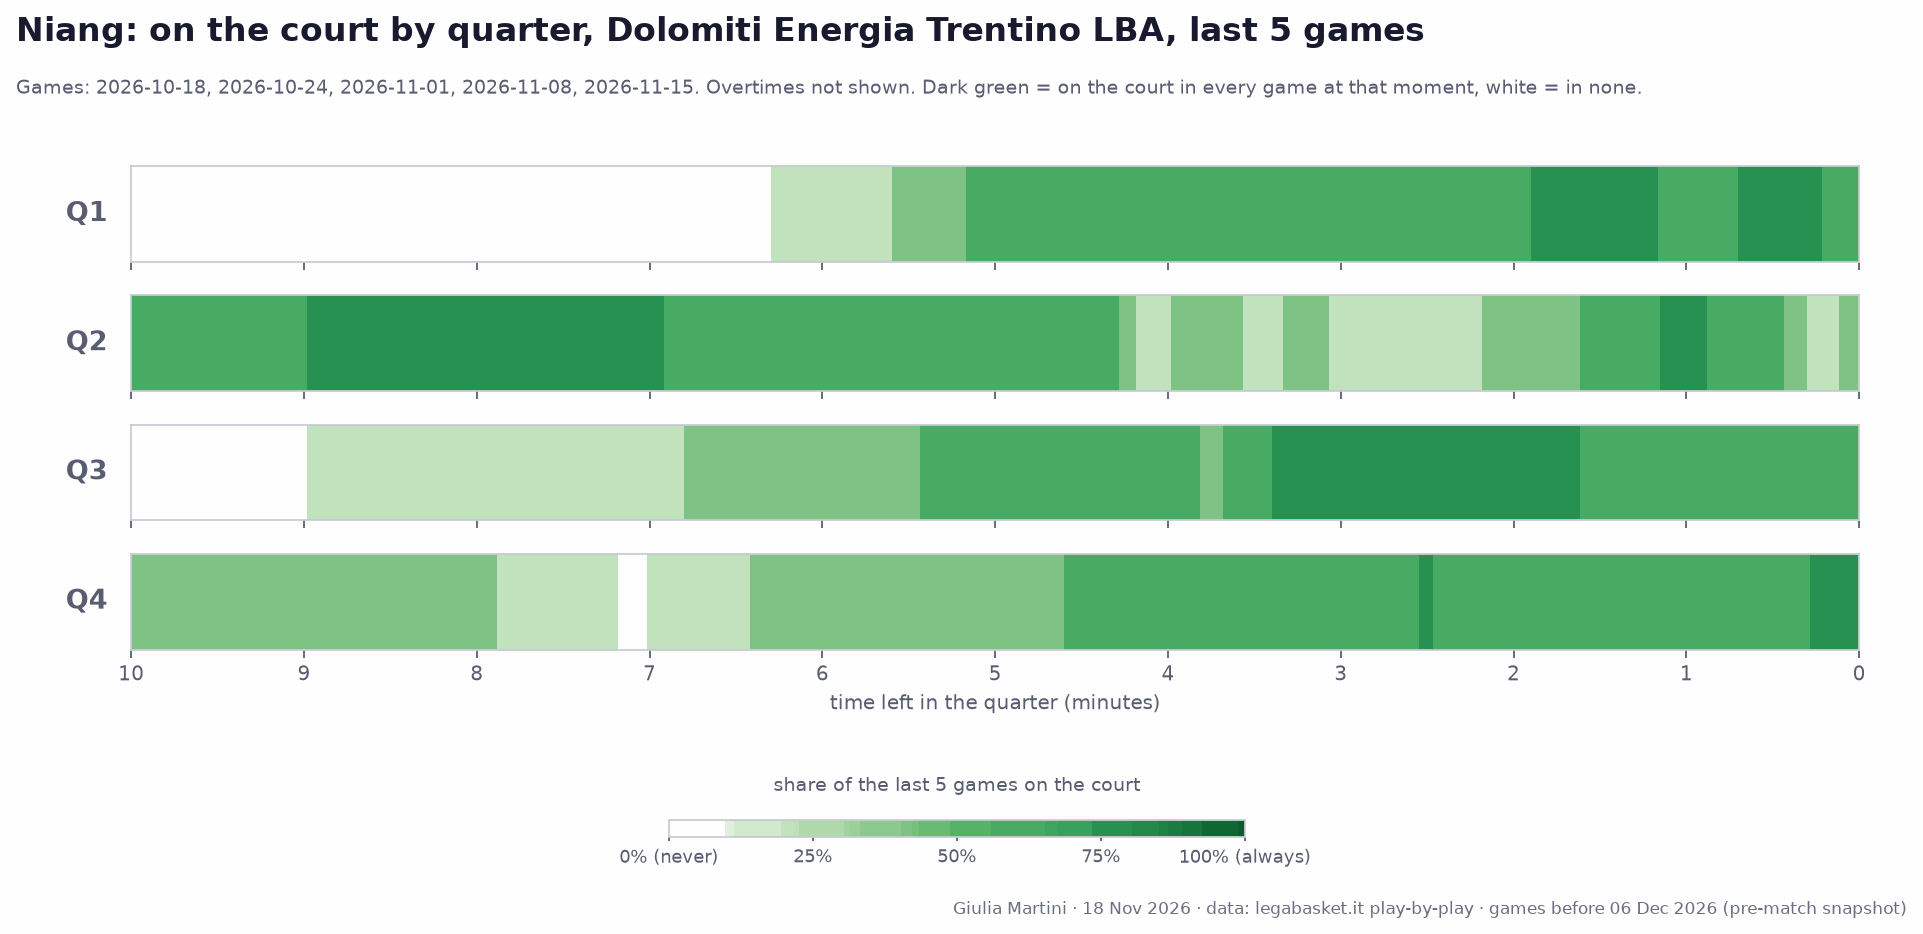 Niang: on the court by quarter, Dolomiti Energia Trentino LBA, last 5 games
Games: 2026-10-18, 2026-10-24, 2026-11-01, 2026-11-08, 2026-11-15. Overtimes not shown. Dark green = on the court in every game at that moment, white = in none.
Q1
Q2
Q3
Q4
10 9 8 7 6 5 4 3 2 1 0
time left in the quarter (minutes)
share of the last 5 games on the court
0% (never) 25% 50% 75% 100% (always)
Giulia Martini · 18 Nov 2026 · data: legabasket.it play-by-play · games before 06 Dec 2026 (pre-match snapshot)